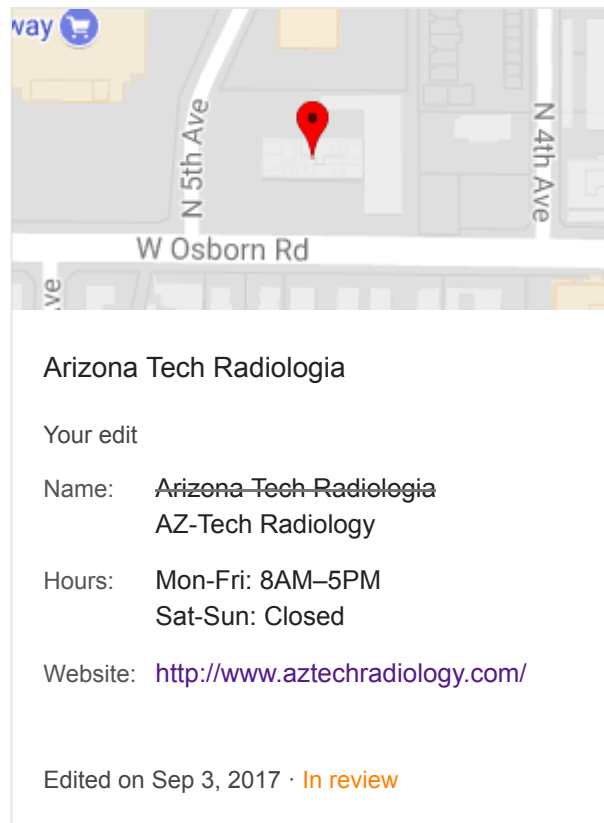 way
N 5th Ave
N 4th Ave
W Osborn Rd
ve
Arizona Tech Radiologia
Your edit
Name: Arizona Tech Radiologia
AZ-Tech Radiology
Hours: Mon-Fri: 8AM–5PM
Sat-Sun: Closed
Website: http://www.aztechradiology.com/
Edited on Sep 3, 2017 · In review